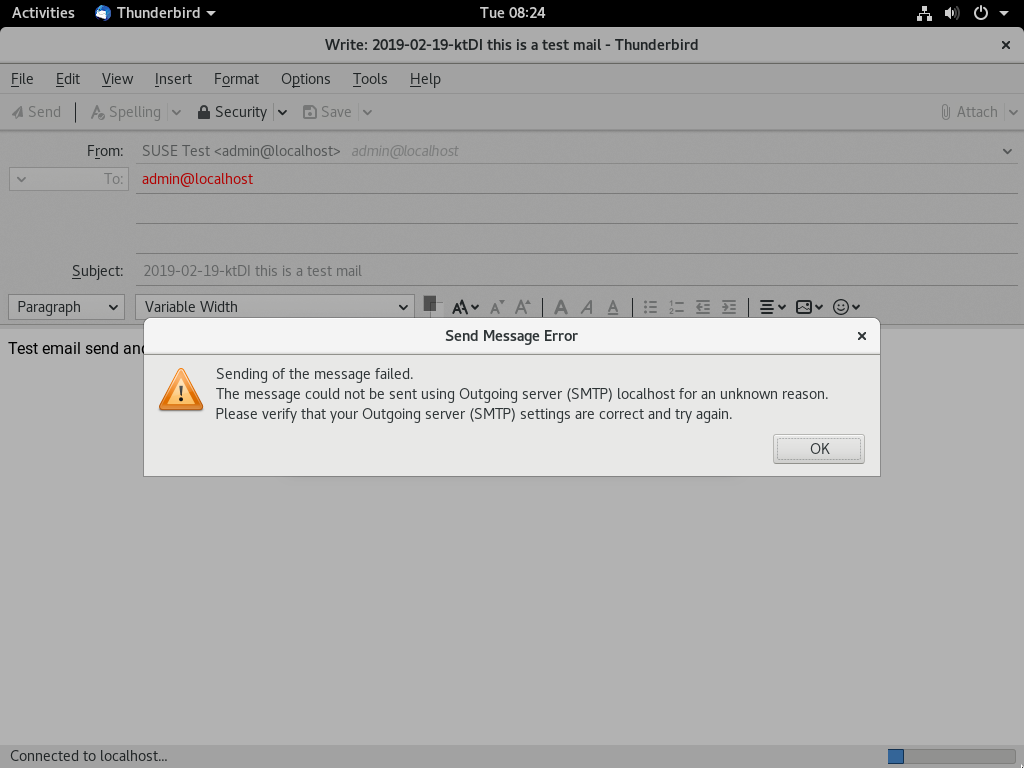 Activities Thunderbird Tue 08:24
Write: 2019-02-19-ktDI this is a test mail - Thunderbird
File Edit View Insert Format Options Tools Help
Send Spelling Security Save Attach
From: SUSE Test <admin@localhost> admin@localhost
To: admin@localhost
Subject: 2019-02-19-ktDI this is a test mail
Paragraph Variable Width
Test email send and
Send Message Error
Sending of the message failed.
The message could not be sent using Outgoing server (SMTP) localhost for an unknown reason.
Please verify that your Outgoing server (SMTP) settings are correct and try again.
OK
Connected to localhost...